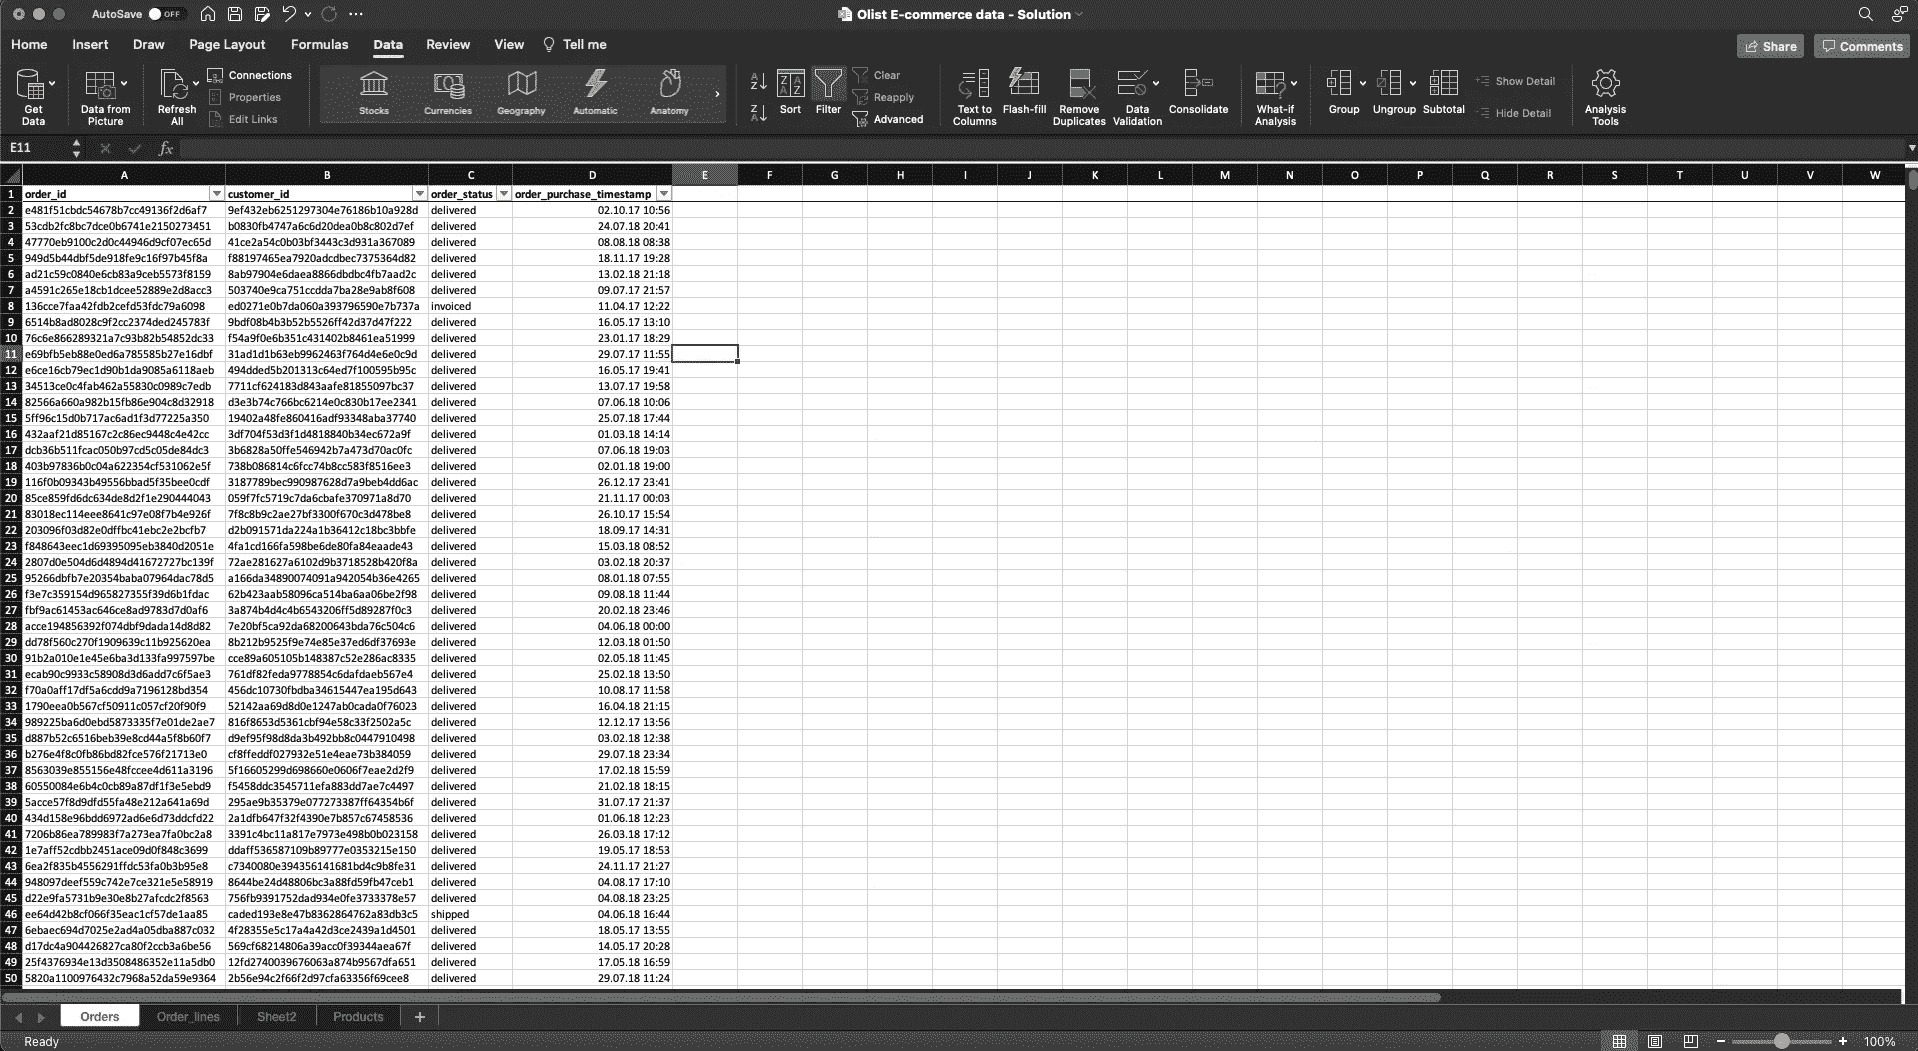 AutoSave OFF
Olist E-commerce data - Solution
Home Insert Draw Page Layout Formulas Data Review View Tell me
Share Comments
Get Data
Data from Picture
Refresh All
Connections
Properties
Edit Links
Stocks Currencies Geography Automatic Anatomy
Sort Filter
Clear
Reapply
Advanced
Text to Columns
Flash-fill
Remove Duplicates
Data Validation
Consolidate
What-if Analysis
Group Ungroup Subtotal
Show Detail
Hide Detail
Analysis Tools
E11 fx
A B C D E F G H I J K L M N O P Q R S T U V W
1 order_id customer_id order_status order_purchase_timestamp
2 e481f51cbdc54678b7cc49136f2d6af7 9ef432eb6251297304e76186b10a928d delivered 02.10.17 10:56
3 53cdb2fc8bc7dce0b6741e2150273451 b0830fb4747a6c6d20dea0b8c802d7ef delivered 24.07.18 20:41
4 47770eb9100c2d0c44946d9cf07ec65d 41ce2a54c0b03bf3443c3d931a367089 delivered 08.08.18 08:38
5 949d5b44dbf5de918fe9c16f97b45f8a f88197465ea7920adcdbec7375364d82 delivered 18.11.17 19:28
6 ad21c59c0840e6cb83a9ceb5573f8159 8ab97904e6daea8866dbdbc4fb7aad2c delivered 13.02.18 21:18
7 a4591c265e18cb1dcee52889e2d8acc3 503740e9ca751ccdda7ba28e9ab8f608 delivered 09.07.17 21:57
8 136cce7faa42fdb2cefd53fdc79a6098 ed0271e0b7da060a393796590e7b737a invoiced 11.04.17 12:22
9 6514b8ad8028c9f2cc2374ded245783f 9bdf08b4b3b52b5526ff42d37d47f222 delivered 16.05.17 13:10
10 76c6e866289321a7c93b82b54852dc33 f54a9f0e6b351c431402b8461ea51999 delivered 23.01.17 18:29
11 e69bfb5eb88e0ed6a785585b27e16dbf 31ad1d1b63eb9962463f764d4e6e0c9d delivered 29.07.17 11:55
12 e6ce16cb79ec1d90b1da9085a6118aeb 494dded5b201313c64ed7f100595b95c delivered 16.05.17 19:41
13 34513ce0c4fab462a55830c0989c7edb 7711cf624183d843aafe81855097bc37 delivered 13.07.17 19:58
14 82566a660a982b15fb86e904c8d32918 d3e3b74c766bc6214e0c830b17ee2341 delivered 07.06.18 10:06
15 5ff96c15d0b717ac6ad1f3d77225a350 19402a48fe860416adf93348aba37740 delivered 25.07.18 17:44
16 432aaf21d85167c2c86ec9448c4e42cc 3df704f53d3f1d4818840b34ec672a9f delivered 01.03.18 14:14
17 dcb36b511fcac050b97cd5c05de84dc3 3b6828a50ffe546942b7a473d70ac0fc delivered 07.06.18 19:03
18 403b97836b0c04a622354cf531062e5f 738b086814c6fcc74b8cc583f8516ee3 delivered 02.01.18 19:00
19 116f0b09343b49556bbad5f35bee0cdf 3187789bec990987628d7a9beb4dd6ac delivered 26.12.17 23:41
20 85ce859fd6dc634de8d2f1e290444043 059f7fc5719c7da6cbafe370971a8d70 delivered 21.11.17 00:03
21 83018ec114eee8641c97e08f7b4e926f 7f8c8b9c2ae27bf3300f670c3d478be8 delivered 26.10.17 15:54
22 203096f03d82e0dffbc41ebc2e2bcfb7 d2b091571da224a1b36412c18bc3bbfe delivered 18.09.17 14:31
23 f848643eec1d69395095eb3840d2051e 4fa1cd166fa598be6de80fa84eaade43 delivered 15.03.18 08:52
24 2807d0e504d6d4894d41672727bc139f 72ae281627a6102d9b3718528b420f8a delivered 03.02.18 20:37
25 95266dbfb7e20354baba07964dac78d5 a166da34890074091a942054b36e4265 delivered 08.01.18 07:55
26 f3e7c359154d965827355f39d6b1fdac 62b423aab58096ca514ba6aa06be2f98 delivered 09.08.18 11:44
27 fbf9ac61453ac646ce8ad9783d7d0af6 3a874b4d4c4b6543206ff5d89287f0c3 delivered 20.02.18 23:46
28 acce194856392f074dbf9dada14d8d82 7e20bf5ca92da68200643bda76c504c6 delivered 04.06.18 00:00
29 dd78f560c270f1909639c11b925620ea 8b212b9525f9e74e85e37ed6df37693e delivered 12.03.18 01:50
30 91b2a010e1e45e6ba3d133fa997597be cce89a605105b148387c52e286ac8335 delivered 02.05.18 11:45
31 ecab90c9933c58908d3d6add7c6f5ae3 761df82feda9778854c6dafdaeb567e4 delivered 25.02.18 13:50
32 f70a0aff17df5a6cdd9a7196128bd354 456dc10730fbdba34615447ea195d643 delivered 10.08.17 11:58
33 1790eea0b567cf50911c057cf20f90f9 52142aa69d8d0e1247ab0cada0f76023 delivered 16.04.18 21:15
34 989225ba6d0ebd5873335f7e01de2ae7 816f8653d5361cbf94e58c33f2502a5c delivered 12.12.17 13:56
35 d887b52c6516beb39e8cd44a5f8b60f7 d9ef95f98d8da3b492bb8c0447910498 delivered 03.02.18 12:38
36 b276e4f8c0fb86bd82fce576f21713e0 cf8ffeddf027932e51e4eae73b384059 delivered 29.07.18 23:34
37 8563039e855156e48fccee4d611a3196 5f16605299d698660e0606f7eae2d2f9 delivered 17.02.18 15:59
38 60550084e6b4c0cb89a87df1f3e5ebd9 f5458ddc3545711efa883dd7ae7c4497 delivered 21.02.18 18:15
39 5acce57f8d9dfd55fa48e212a641a69d 295ae9b35379e077273387ff64354b6f delivered 31.07.17 21:37
40 434d158e96bdd6972ad6e6d73ddcfd22 2a1dfb647f32f4390e7b857c67458536 delivered 01.06.18 12:23
41 7206b86ea789983f7a273ea7fa0bc2a8 3391c4bc11a817e7973e498b0b023158 delivered 26.03.18 17:12
42 1e7aff52cdbb2451ace09d0f848c3699 ddaff536587109b89777e0353215e150 delivered 19.05.17 18:53
43 6ea2f835b4556291ffdc53fa0b3b95e8 c7340080e394356141681bd4c9b8fe31 delivered 24.11.17 21:27
44 948097deef559c742e7ce321e5e58919 8644be24d48806bc3a88fd59fb47ceb1 delivered 04.08.17 17:10
45 d22e9fa5731b9e30e8b27afcdc2f8563 756fb9391752dad934e0fe3733378e57 delivered 04.08.18 23:25
46 ee64d42b8cf066f35eac1cf57de1aa85 caded193e8e47b8362864762a83db3c5 shipped 04.06.18 16:44
47 6ebaec694d7025e2ad4a05dba887c032 4f28355e5c17a4a42d3ce2439a1d4501 delivered 18.05.17 13:55
48 d17dc4a904426827ca80f2ccb3a6be56 569cf68214806a39acc0f39344aea67f delivered 14.05.17 20:28
49 25f4376934e13d3508486352e11a5db0 12fd2740039676063a874b9567dfa651 delivered 17.05.18 16:59
50 5820a1100976432c7968a52da59e9364 2b56e94c2f66f2d97cfa63356f69cee8 delivered 29.07.18 11:24
Orders Order_lines Sheet2 Products +
Ready 100%